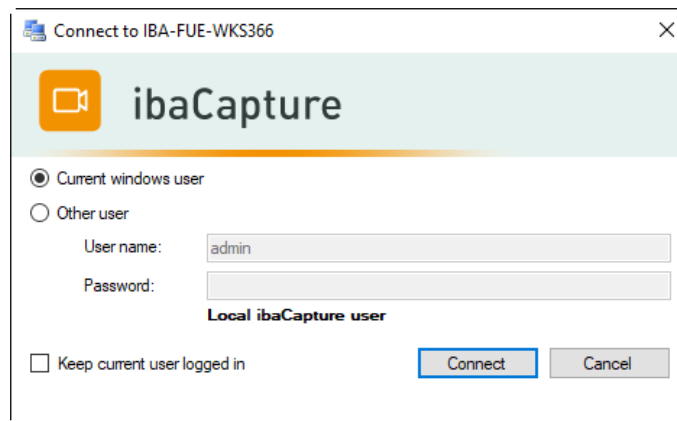 Connect to IBA-FUE-WKS366
ibaCapture
Current windows user
Other user
User name: admin
Password:
Local ibaCapture user
Keep current user logged in Connect Cancel